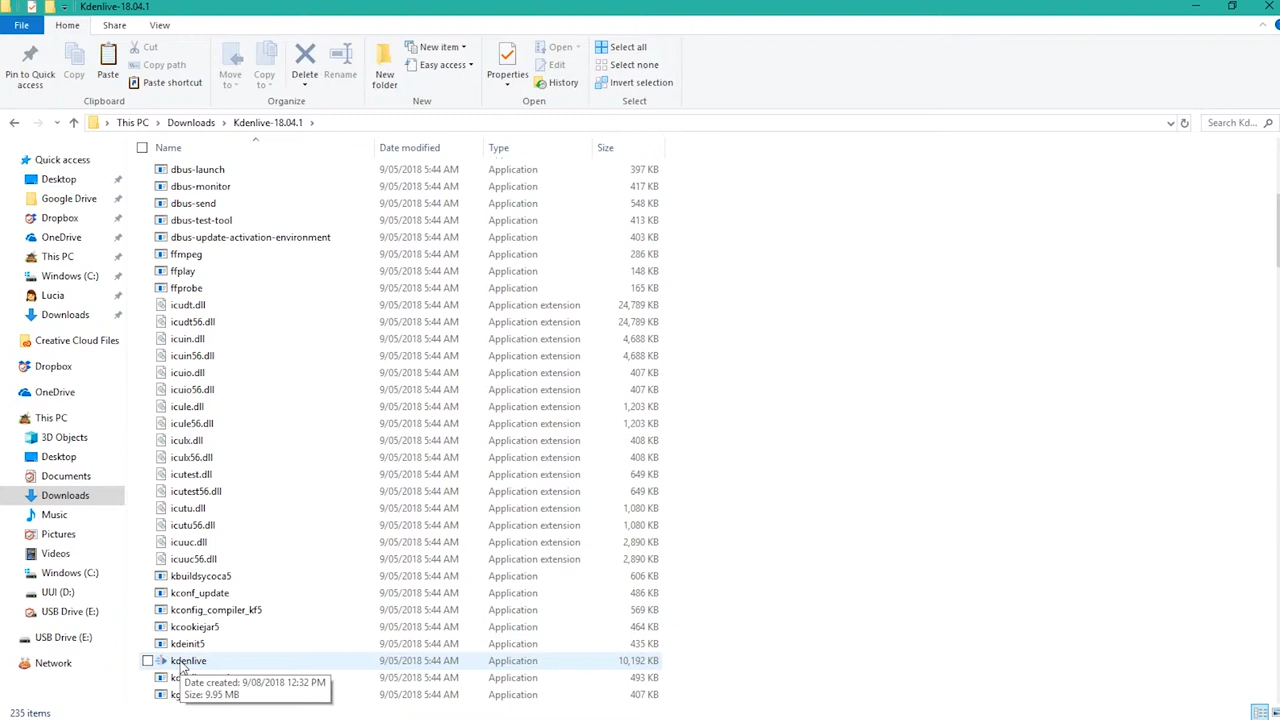 Kdenlive-18.04.1
File Home Share View
Pin to Quick access
Copy
Paste
Cut
Copy path
Paste shortcut
Clipboard
Move to
Copy to
Delete
Rename
Organize
New folder
New item
Easy access
New
Properties
Open
Edit
History
Open
Select all
Select none
Invert selection
Select
This PC > Downloads > Kdenlive-18.04.1 >
Search Kd...
Quick access
Desktop
Google Drive
Dropbox
OneDrive
This PC
Windows (C:)
Lucia
Downloads
Creative Cloud Files
Dropbox
OneDrive
This PC
3D Objects
Desktop
Documents
Downloads
Music
Pictures
Videos
Windows (C:)
UUI (D:)
USB Drive (E:)
USB Drive (E:)
Network
Name Date modified Type Size
dbus-launch 9/05/2018 5:44 AM Application 397 KB
dbus-monitor 9/05/2018 5:44 AM Application 417 KB
dbus-send 9/05/2018 5:44 AM Application 548 KB
dbus-test-tool 9/05/2018 5:44 AM Application 413 KB
dbus-update-activation-environment 9/05/2018 5:44 AM Application 403 KB
ffmpeg 9/05/2018 5:44 AM Application 286 KB
ffplay 9/05/2018 5:44 AM Application 148 KB
ffprobe 9/05/2018 5:44 AM Application 165 KB
icudt.dll 9/05/2018 5:44 AM Application extension 24,789 KB
icudt56.dll 9/05/2018 5:44 AM Application extension 24,789 KB
icuin.dll 9/05/2018 5:44 AM Application extension 4,688 KB
icuin56.dll 9/05/2018 5:44 AM Application extension 4,688 KB
icuio.dll 9/05/2018 5:44 AM Application extension 407 KB
icuio56.dll 9/05/2018 5:44 AM Application extension 407 KB
icule.dll 9/05/2018 5:44 AM Application extension 1,203 KB
icule56.dll 9/05/2018 5:44 AM Application extension 1,203 KB
iculx.dll 9/05/2018 5:44 AM Application extension 408 KB
iculx56.dll 9/05/2018 5:44 AM Application extension 408 KB
icutest.dll 9/05/2018 5:44 AM Application extension 649 KB
icutest56.dll 9/05/2018 5:44 AM Application extension 649 KB
icutu.dll 9/05/2018 5:44 AM Application extension 1,080 KB
icutu56.dll 9/05/2018 5:44 AM Application extension 1,080 KB
icuuc.dll 9/05/2018 5:44 AM Application extension 2,890 KB
icuuc56.dll 9/05/2018 5:44 AM Application extension 2,890 KB
kbuildsycoca5 9/05/2018 5:44 AM Application 606 KB
kconf_update 9/05/2018 5:44 AM Application 486 KB
kconfig_compiler_kf5 9/05/2018 5:44 AM Application 569 KB
kcookiejar5 9/05/2018 5:44 AM Application 464 KB
kdeinit5 9/05/2018 5:44 AM Application 435 KB
kdenlive 9/05/2018 5:44 AM Application 10,192 KB
9/05/2018 5:44 AM Application 493 KB
9/05/2018 5:44 AM Application 407 KB
Date created: 9/08/2018 12:32 PM
Size: 9.95 MB
235 items